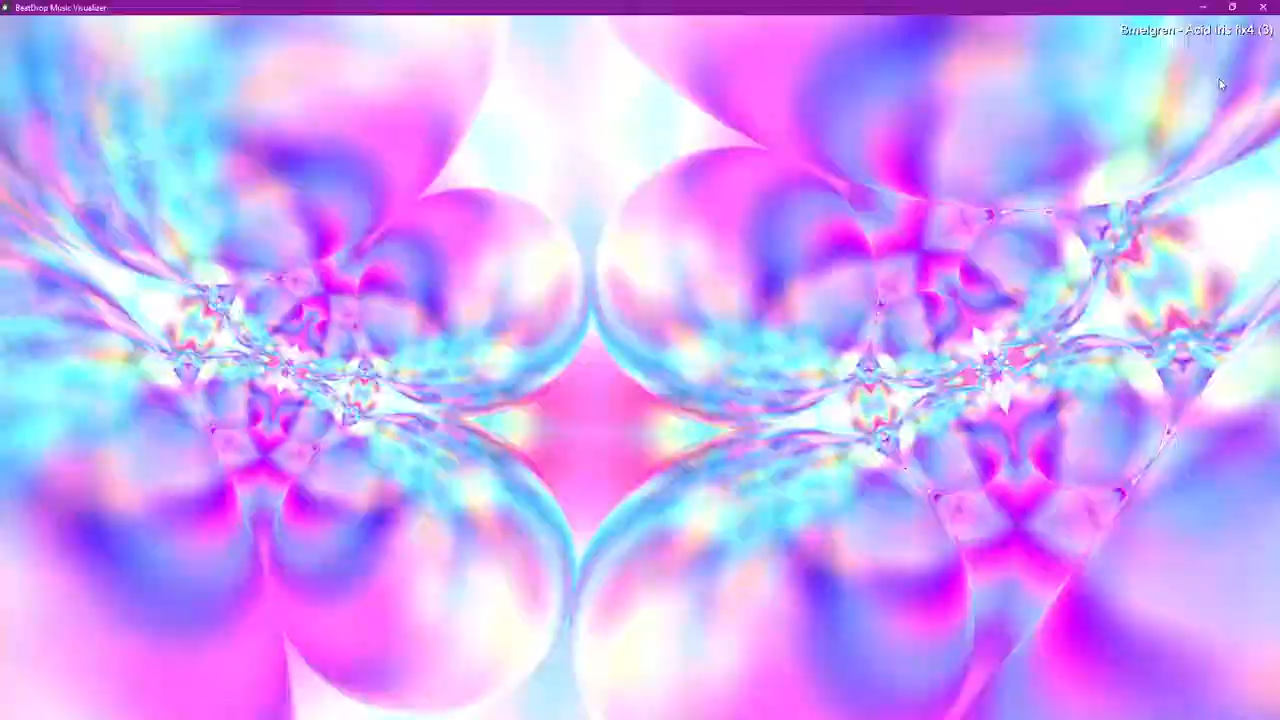 BeatDrop Music Visualizer
Bmelgren - Acid Iris fix4 (3)